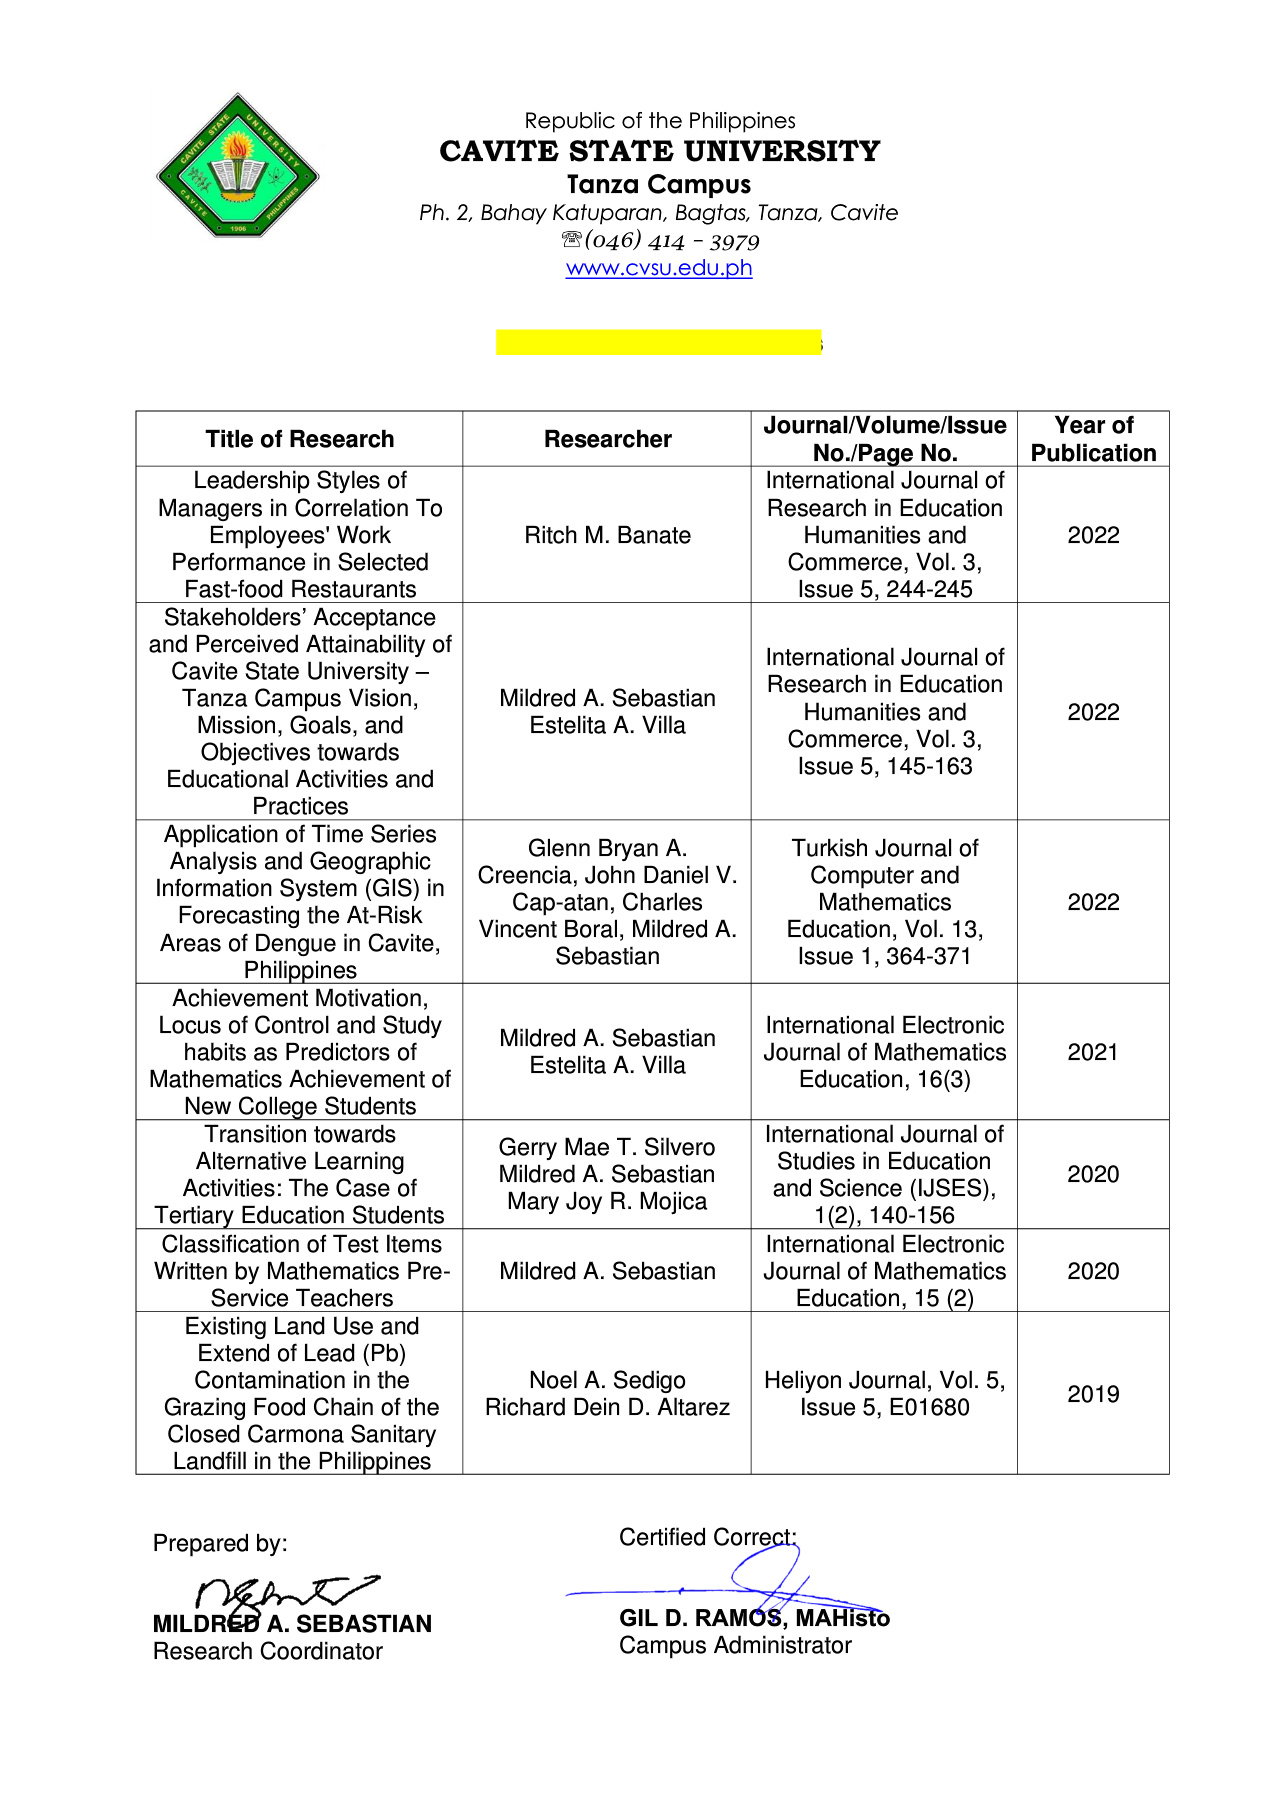 CAVITE STATE UNIVERSITY
CAVITE
PHILIPPINES
1906
Republic of the Philippines
CAVITE STATE UNIVERSITY
Tanza Campus
Ph. 2, Bahay Katuparan, Bagtas, Tanza, Cavite
☏(046) 414 - 3979
www.cvsu.edu.ph
Title of Research
Researcher
Journal/Volume/Issue
No./Page No.
Year of
Publication
Leadership Styles of
Managers in Correlation To
Employees' Work
Performance in Selected
Fast-food Restaurants
Ritch M. Banate
International Journal of
Research in Education
Humanities and
Commerce, Vol. 3,
Issue 5, 244-245
2022
Stakeholders’ Acceptance
and Perceived Attainability of
Cavite State University –
Tanza Campus Vision,
Mission, Goals, and
Objectives towards
Educational Activities and
Practices
Mildred A. Sebastian
Estelita A. Villa
International Journal of
Research in Education
Humanities and
Commerce, Vol. 3,
Issue 5, 145-163
2022
Application of Time Series
Analysis and Geographic
Information System (GIS) in
Forecasting the At-Risk
Areas of Dengue in Cavite,
Philippines
Glenn Bryan A.
Creencia, John Daniel V.
Cap-atan, Charles
Vincent Boral, Mildred A.
Sebastian
Turkish Journal of
Computer and
Mathematics
Education, Vol. 13,
Issue 1, 364-371
2022
Achievement Motivation,
Locus of Control and Study
habits as Predictors of
Mathematics Achievement of
New College Students
Mildred A. Sebastian
Estelita A. Villa
International Electronic
Journal of Mathematics
Education, 16(3)
2021
Transition towards
Alternative Learning
Activities: The Case of
Tertiary Education Students
Gerry Mae T. Silvero
Mildred A. Sebastian
Mary Joy R. Mojica
International Journal of
Studies in Education
and Science (IJSES),
1(2), 140-156
2020
Classification of Test Items
Written by Mathematics Pre-
Service Teachers
Mildred A. Sebastian
International Electronic
Journal of Mathematics
Education, 15 (2)
2020
Existing Land Use and
Extend of Lead (Pb)
Contamination in the
Grazing Food Chain of the
Closed Carmona Sanitary
Landfill in the Philippines
Noel A. Sedigo
Richard Dein D. Altarez
Heliyon Journal, Vol. 5,
Issue 5, E01680
2019
Prepared by:
MILDRED A. SEBASTIAN
Research Coordinator
Certified Correct:
GIL D. RAMOS, MAHisto
Campus Administrator